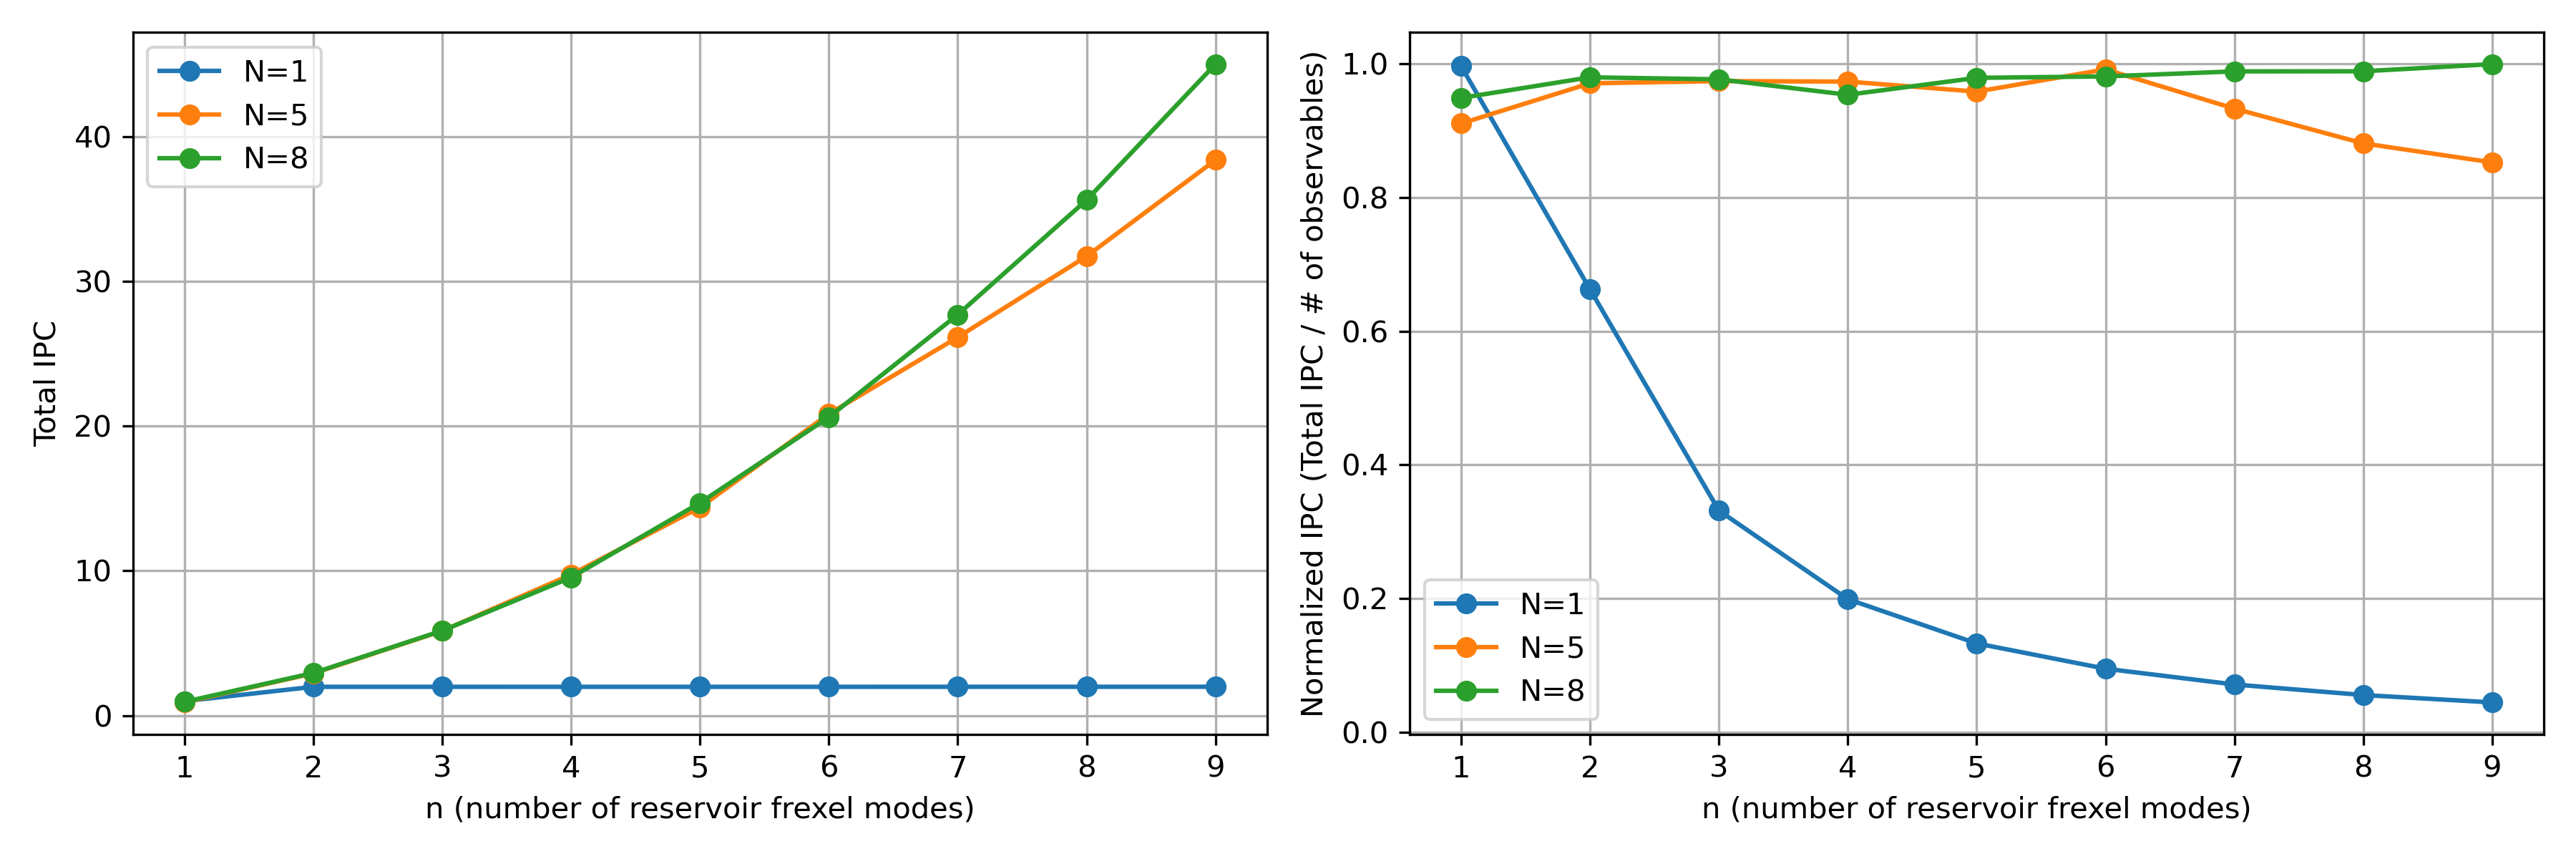 N=1
N=5
N=8
Total IPC
40
30
20
10
0
1 2 3 4 5 6 7 8 9
n (number of reservoir frexel modes)
Normalized IPC (Total IPC / # of observables)
1.0
0.8
0.6
0.4
0.2
0.0
N=1
N=5
N=8
1 2 3 4 5 6 7 8 9
n (number of reservoir frexel modes)